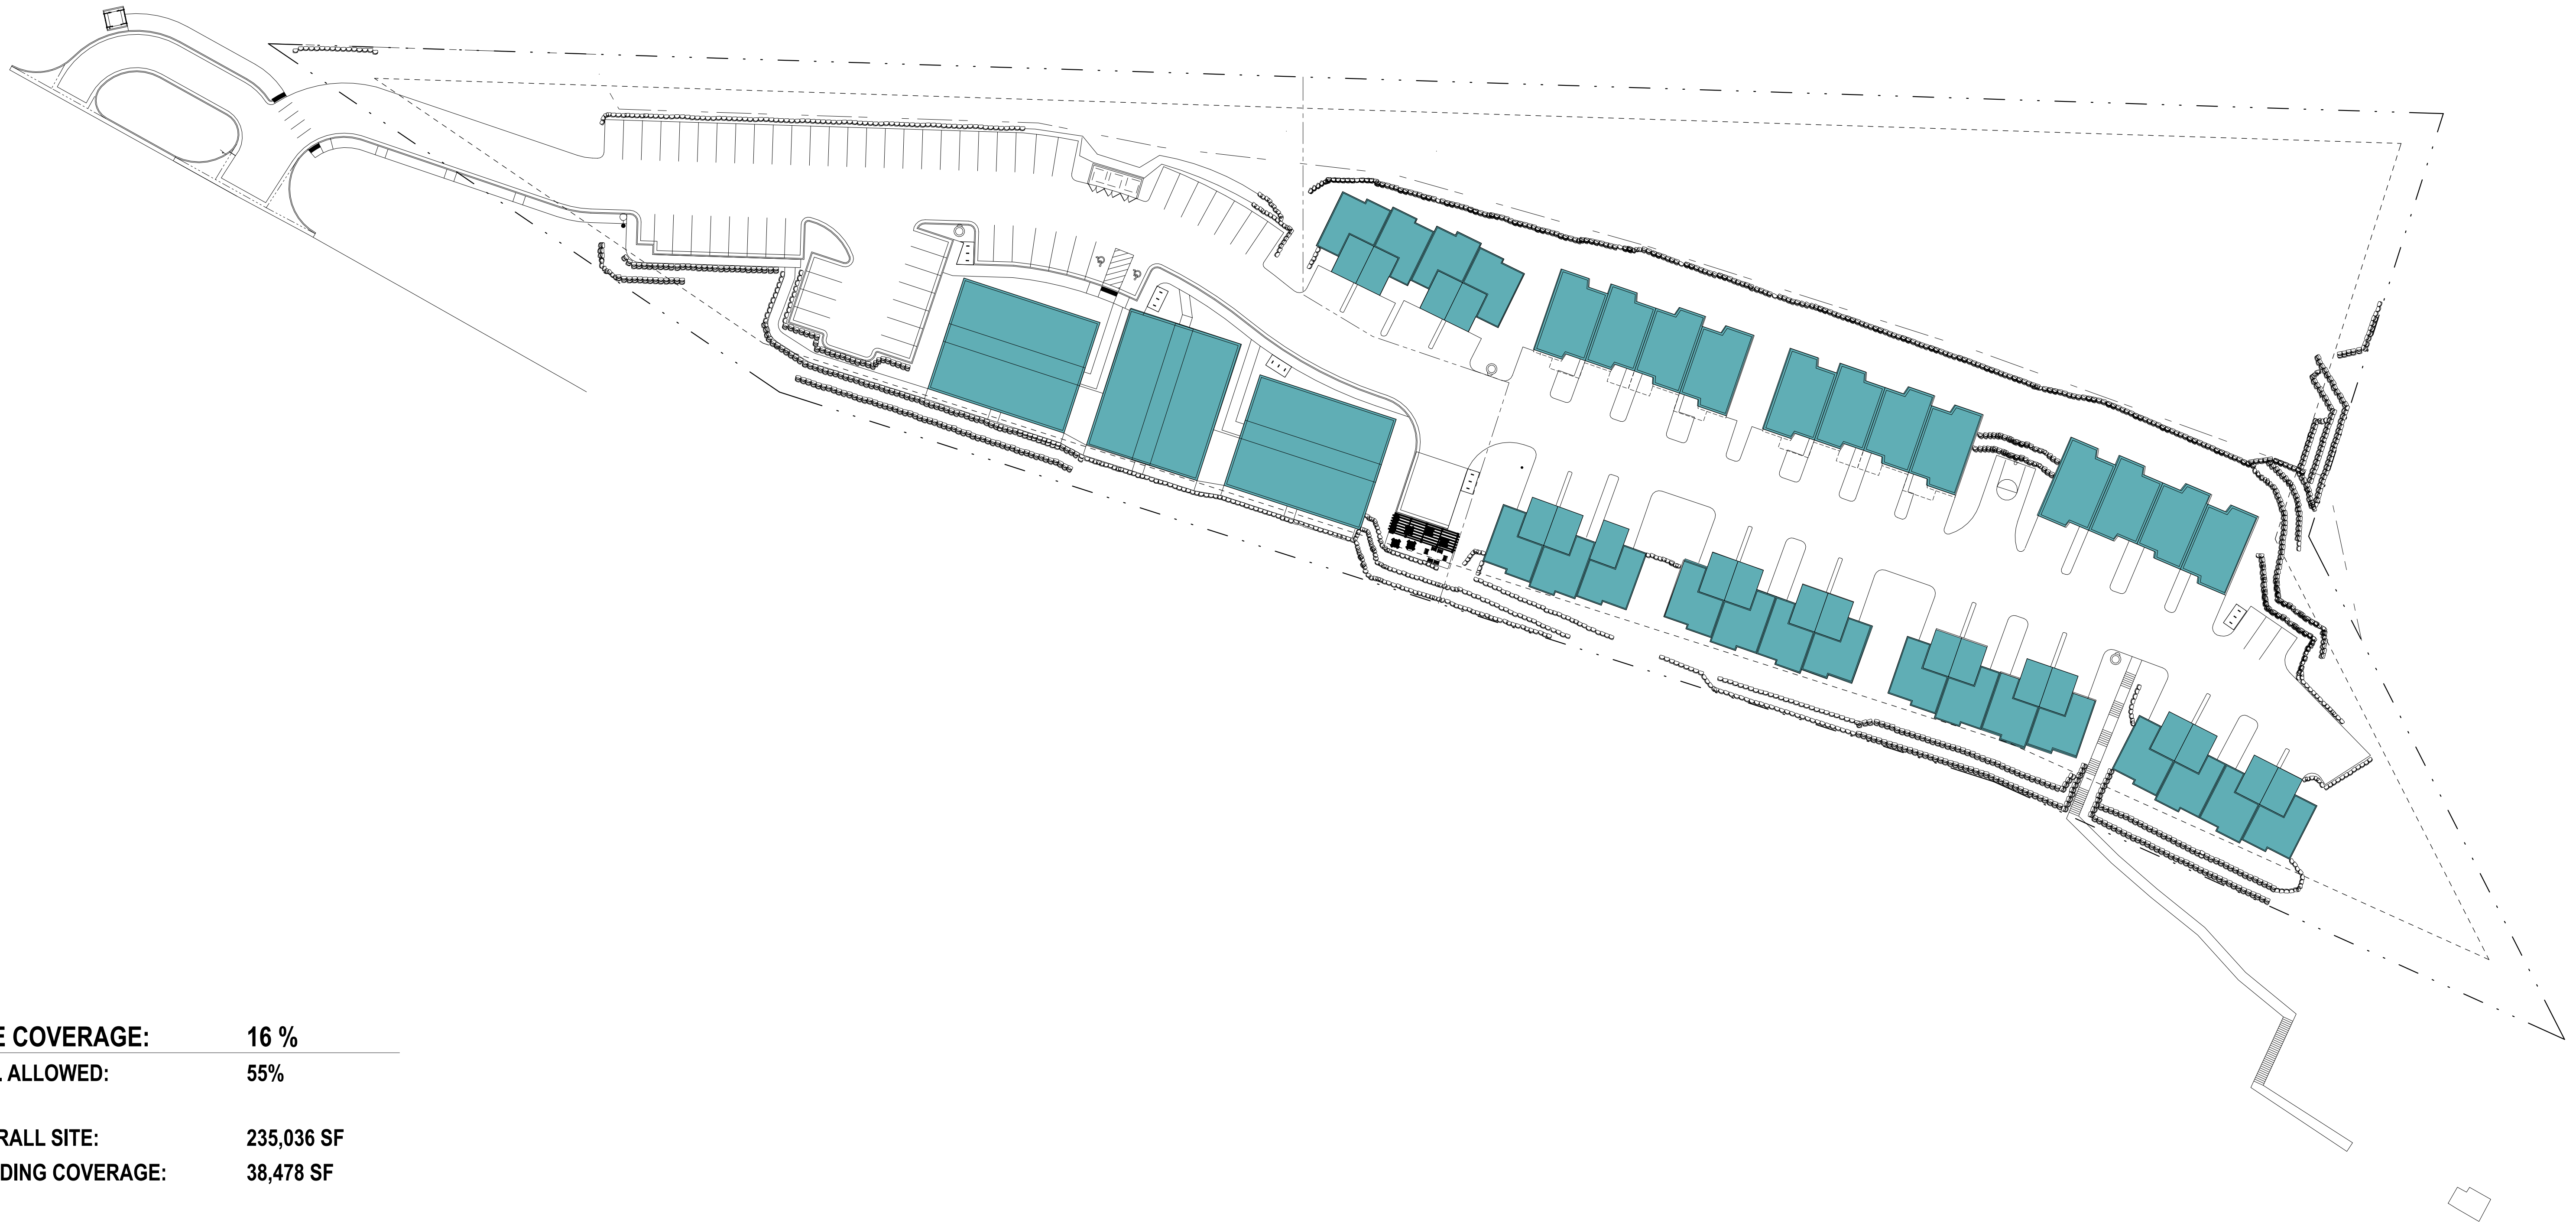 E COVERAGE: 16 %
ALLOWED: 55%
RALL SITE: 235,036 SF
DING COVERAGE: 38,478 SF